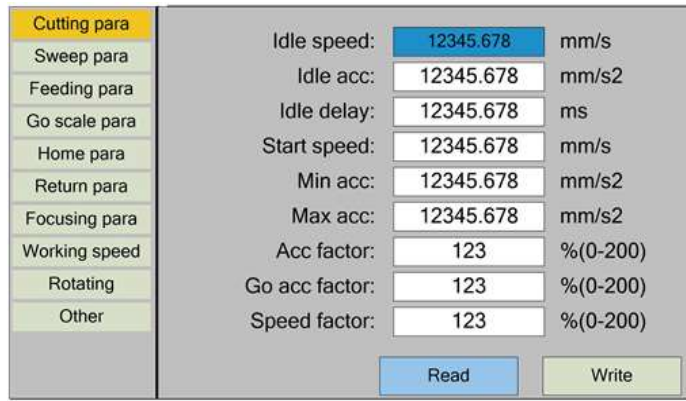 Cutting para
Sweep para
Feeding para
Go scale para
Home para
Return para
Focusing para
Working speed
Rotating
Other
Idle speed: 12345.678 mm/s
Idle acc: 12345.678 mm/s2
Idle delay: 12345.678 ms
Start speed: 12345.678 mm/s
Min acc: 12345.678 mm/s2
Max acc: 12345.678 mm/s2
Acc factor: 123 %(0-200)
Go acc factor: 123 %(0-200)
Speed factor: 123 %(0-200)
Read Write